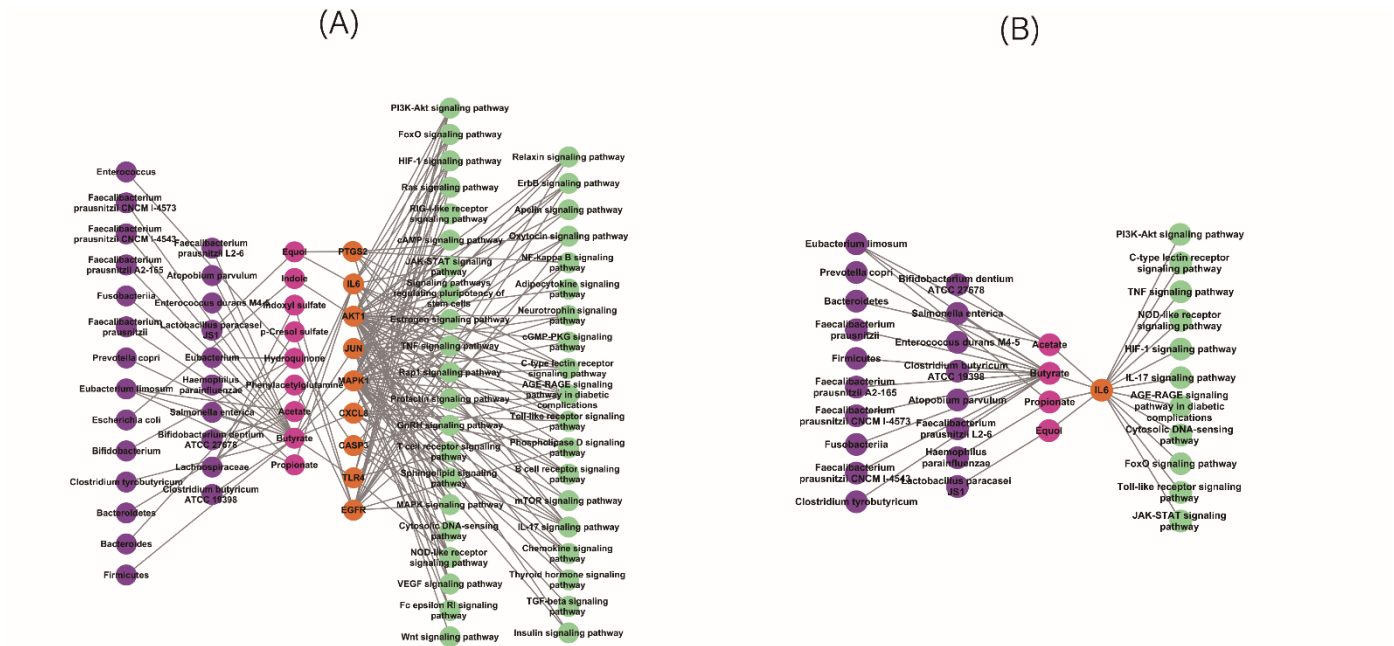 (A)
Enterococcus
Faecalibacterium
prausnitzii CNCM I-4573
Faecalibacterium
prausnitzii CNCM I-4543
Faecalibacterium
prausnitzii A2-165
Fusobacteriia
Faecalibacterium
prausnitzii
Prevotella copri
Eubacterium limosum
Escherichia coli
Bifidobacterium
Clostridium tyrobutyricum
Bacteroidetes
Bacteroides
Firmicutes
Faecalibacterium
prausnitzii L2-6
Atopobium parvulum
Enterococcus durans M4-5
Lactobacillus paracasei
JS1
Eubacterium
Haemophilus
parainfluenzae
Salmonella enterica
Bifidobacterium dentium
ATCC 27678
Lachnospiraceae
Clostridium butyricum
ATCC 19398
Equol
Indole
Indoxyl sulfate
p-Cresol sulfate
Hydroquinone
Phenylacetylglutamine
Acetate
Butyrate
Propionate
PTGS2
IL6
AKT1
JUN
MAPK1
CXCL8
CASP3
TLR4
EGFR
PI3K-Akt signaling pathway
FoxO signaling pathway
HIF-1 signaling pathway
Ras signaling pathway
RIG-I-like receptor
signaling pathway
cAMP signaling pathway
JAK-STAT signaling
pathway
Signaling pathways
regulating pluripotency of
stem cells
Estrogen signaling pathway
TNF signaling pathway
Rap1 signaling pathway
Prolactin signaling pathway
GnRH signaling pathway
T cell receptor signaling
pathway
Sphingolipid signaling
pathway
MAPK signaling pathway
Cytosolic DNA-sensing
pathway
NOD-like receptor signaling
pathway
VEGF signaling pathway
Fc epsilon RI signaling
pathway
Wnt signaling pathway
Relaxin signaling pathway
ErbB signaling pathway
Apelin signaling pathway
Oxytocin signaling pathway
NF-kappa B signaling
pathway
Adipocytokine signaling
pathway
Neurotrophin signaling
pathway
cGMP-PKG signaling
pathway
C-type lectin receptor
signaling pathway
AGE-RAGE signaling
pathway in diabetic
complications
Toll-like receptor signaling
pathway
Phospholipase D signaling
pathway
B cell receptor signaling
pathway
mTOR signaling pathway
IL-17 signaling pathway
Chemokine signaling
pathway
Thyroid hormone signaling
pathway
TGF-beta signaling
pathway
Insulin signaling pathway
(B)
Eubacterium limosum
Prevotella copri
Bacteroidetes
Faecalibacterium
prausnitzii
Firmicutes
Faecalibacterium
prausnitzii A2-165
Faecalibacterium
prausnitzii CNCM I-4573
Fusobacteriia
Faecalibacterium
prausnitzii CNCM I-4543
Clostridium tyrobutyricum
Bifidobacterium dentium
ATCC 27678
Salmonella enterica
Enterococcus durans M4-5
Clostridium butyricum
ATCC 19398
Atopobium parvulum
Faecalibacterium
prausnitzii L2-6
Haemophilus
parainfluenzae
Lactobacillus paracasei
JS1
Acetate
Butyrate
Propionate
Equol
IL6
PI3K-Akt signaling pathway
C-type lectin receptor
signaling pathway
TNF signaling pathway
NOD-like receptor
signaling pathway
HIF-1 signaling pathway
IL-17 signaling pathway
AGE-RAGE signaling
pathway in diabetic
complications
Cytosolic DNA-sensing
pathway
FoxO signaling pathway
Toll-like receptor signaling
pathway
JAK-STAT signaling
pathway